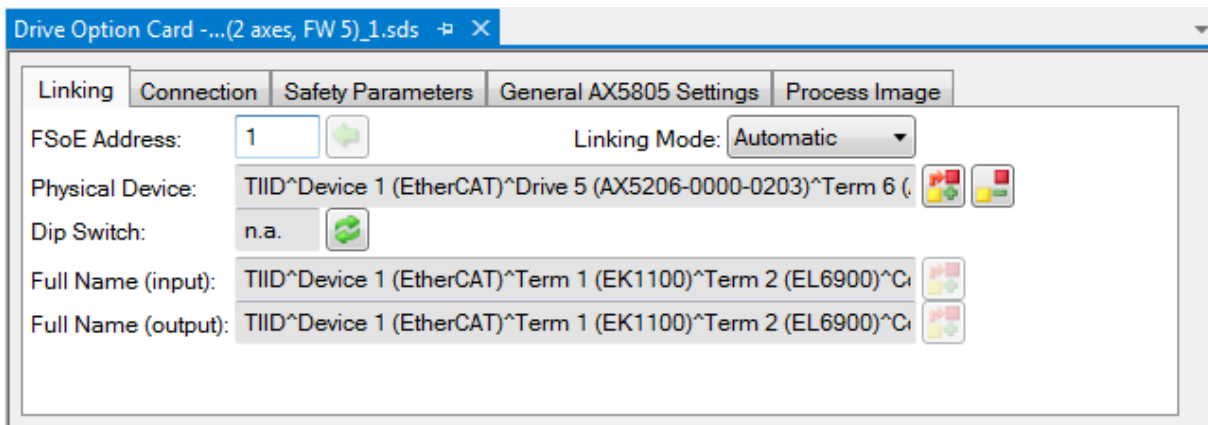 Drive Option Card -...(2 axes, FW 5)_1.sds
Linking Connection Safety Parameters General AX5805 Settings Process Image
FSoE Address: 1 Linking Mode: Automatic
Physical Device: TIID^Device 1 (EtherCAT)^Drive 5 (AX5206-0000-0203)^Term 6 (
Dip Switch: n.a.
Full Name (input): TIID^Device 1 (EtherCAT)^Term 1 (EK1100)^Term 2 (EL6900)^C
Full Name (output): TIID^Device 1 (EtherCAT)^Term 1 (EK1100)^Term 2 (EL6900)^C